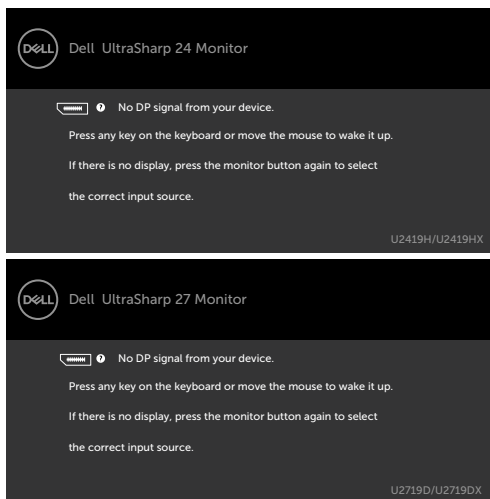 DELL
Dell UltraSharp 24 Monitor
? No DP signal from your device.
Press any key on the keyboard or move the mouse to wake it up.
If there is no display, press the monitor button again to select
the correct input source.
U2419H/U2419HX
DELL
Dell UltraSharp 27 Monitor
? No DP signal from your device.
Press any key on the keyboard or move the mouse to wake it up.
If there is no display, press the monitor button again to select
the correct input source.
U2719D/U2719DX